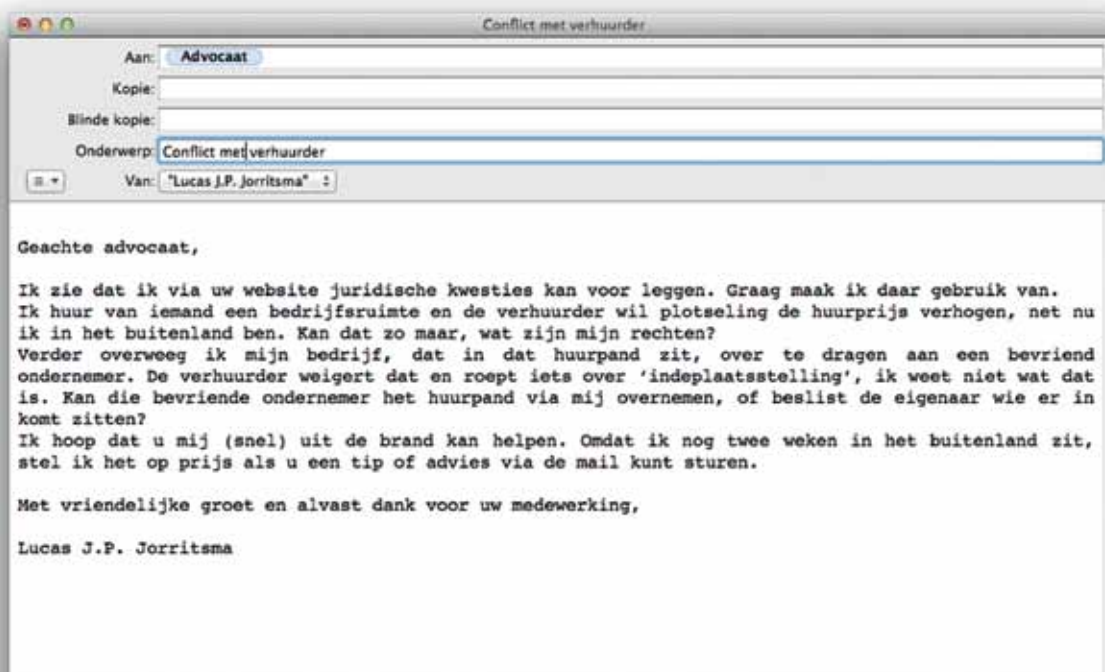 Conflict met verhuurder
Aan: Advocaat
Kopie:
Blinde kopie:
Onderwerp: Conflict met verhuurder
Van: "Lucas J.P. Jorritsma"
Geachte advocaat,
Ik zie dat ik via uw website juridische kwesties kan voor leggen. Graag maak ik daar gebruik van.
Ik huur van iemand een bedrijfsruimte en de verhuurder wil plotseling de huurprijs verhogen, net nu
ik in het buitenland ben. Kan dat zo maar, wat zijn mijn rechten?
Verder overweeg ik mijn bedrijf, dat in dat huurpand zit, over te dragen aan een bevriend
ondernemer. De verhuurder weigert dat en roept iets over ‘indeplaatsstelling’, ik weet niet wat dat
is. Kan die bevriende ondernemer het huurpand via mij overnemen, of beslist de eigenaar wie er in
komt zitten?
Ik hoop dat u mij (snel) uit de brand kan helpen. Omdat ik nog twee weken in het buitenland zit,
stel ik het op prijs als u een tip of advies via de mail kunt sturen.
Met vriendelijke groet en alvast dank voor uw medewerking,
Lucas J.P. Jorritsma